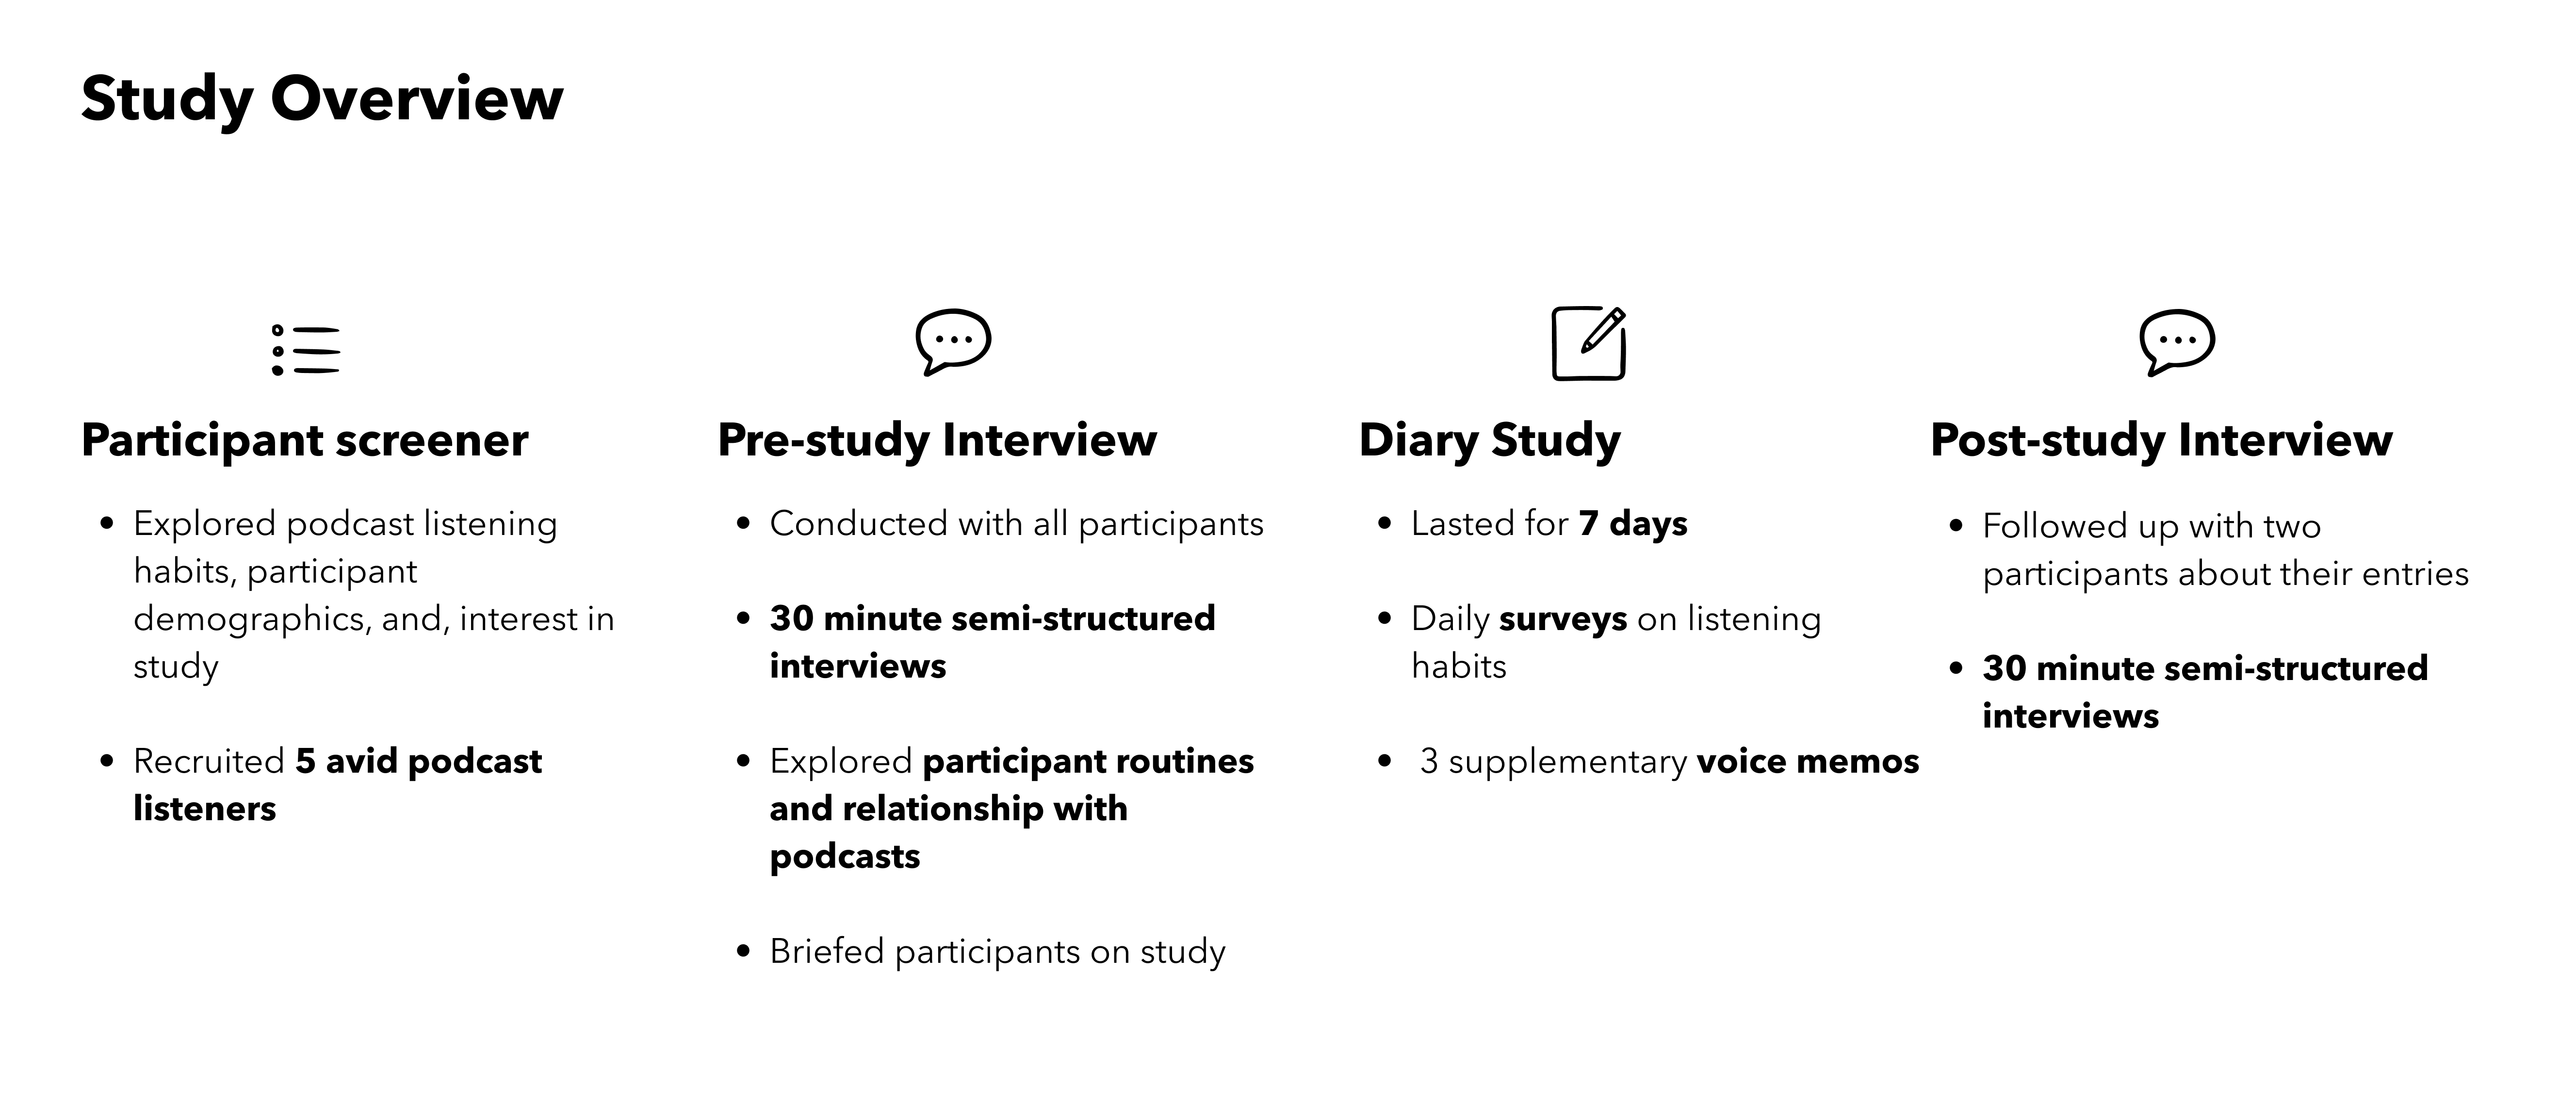 Study Overview
Participant screener
• Explored podcast listening
habits, participant
demographics, and, interest in
study
• Recruited 5 avid podcast
listeners
Pre-study Interview
• Conducted with all participants
• 30 minute semi-structured
interviews
• Explored participant routines
and relationship with
podcasts
• Briefed participants on study
Diary Study
• Lasted for 7 days
• Daily surveys on listening
habits
• 3 supplementary voice memos
Post-study Interview
• Followed up with two
participants about their entries
• 30 minute semi-structured
interviews